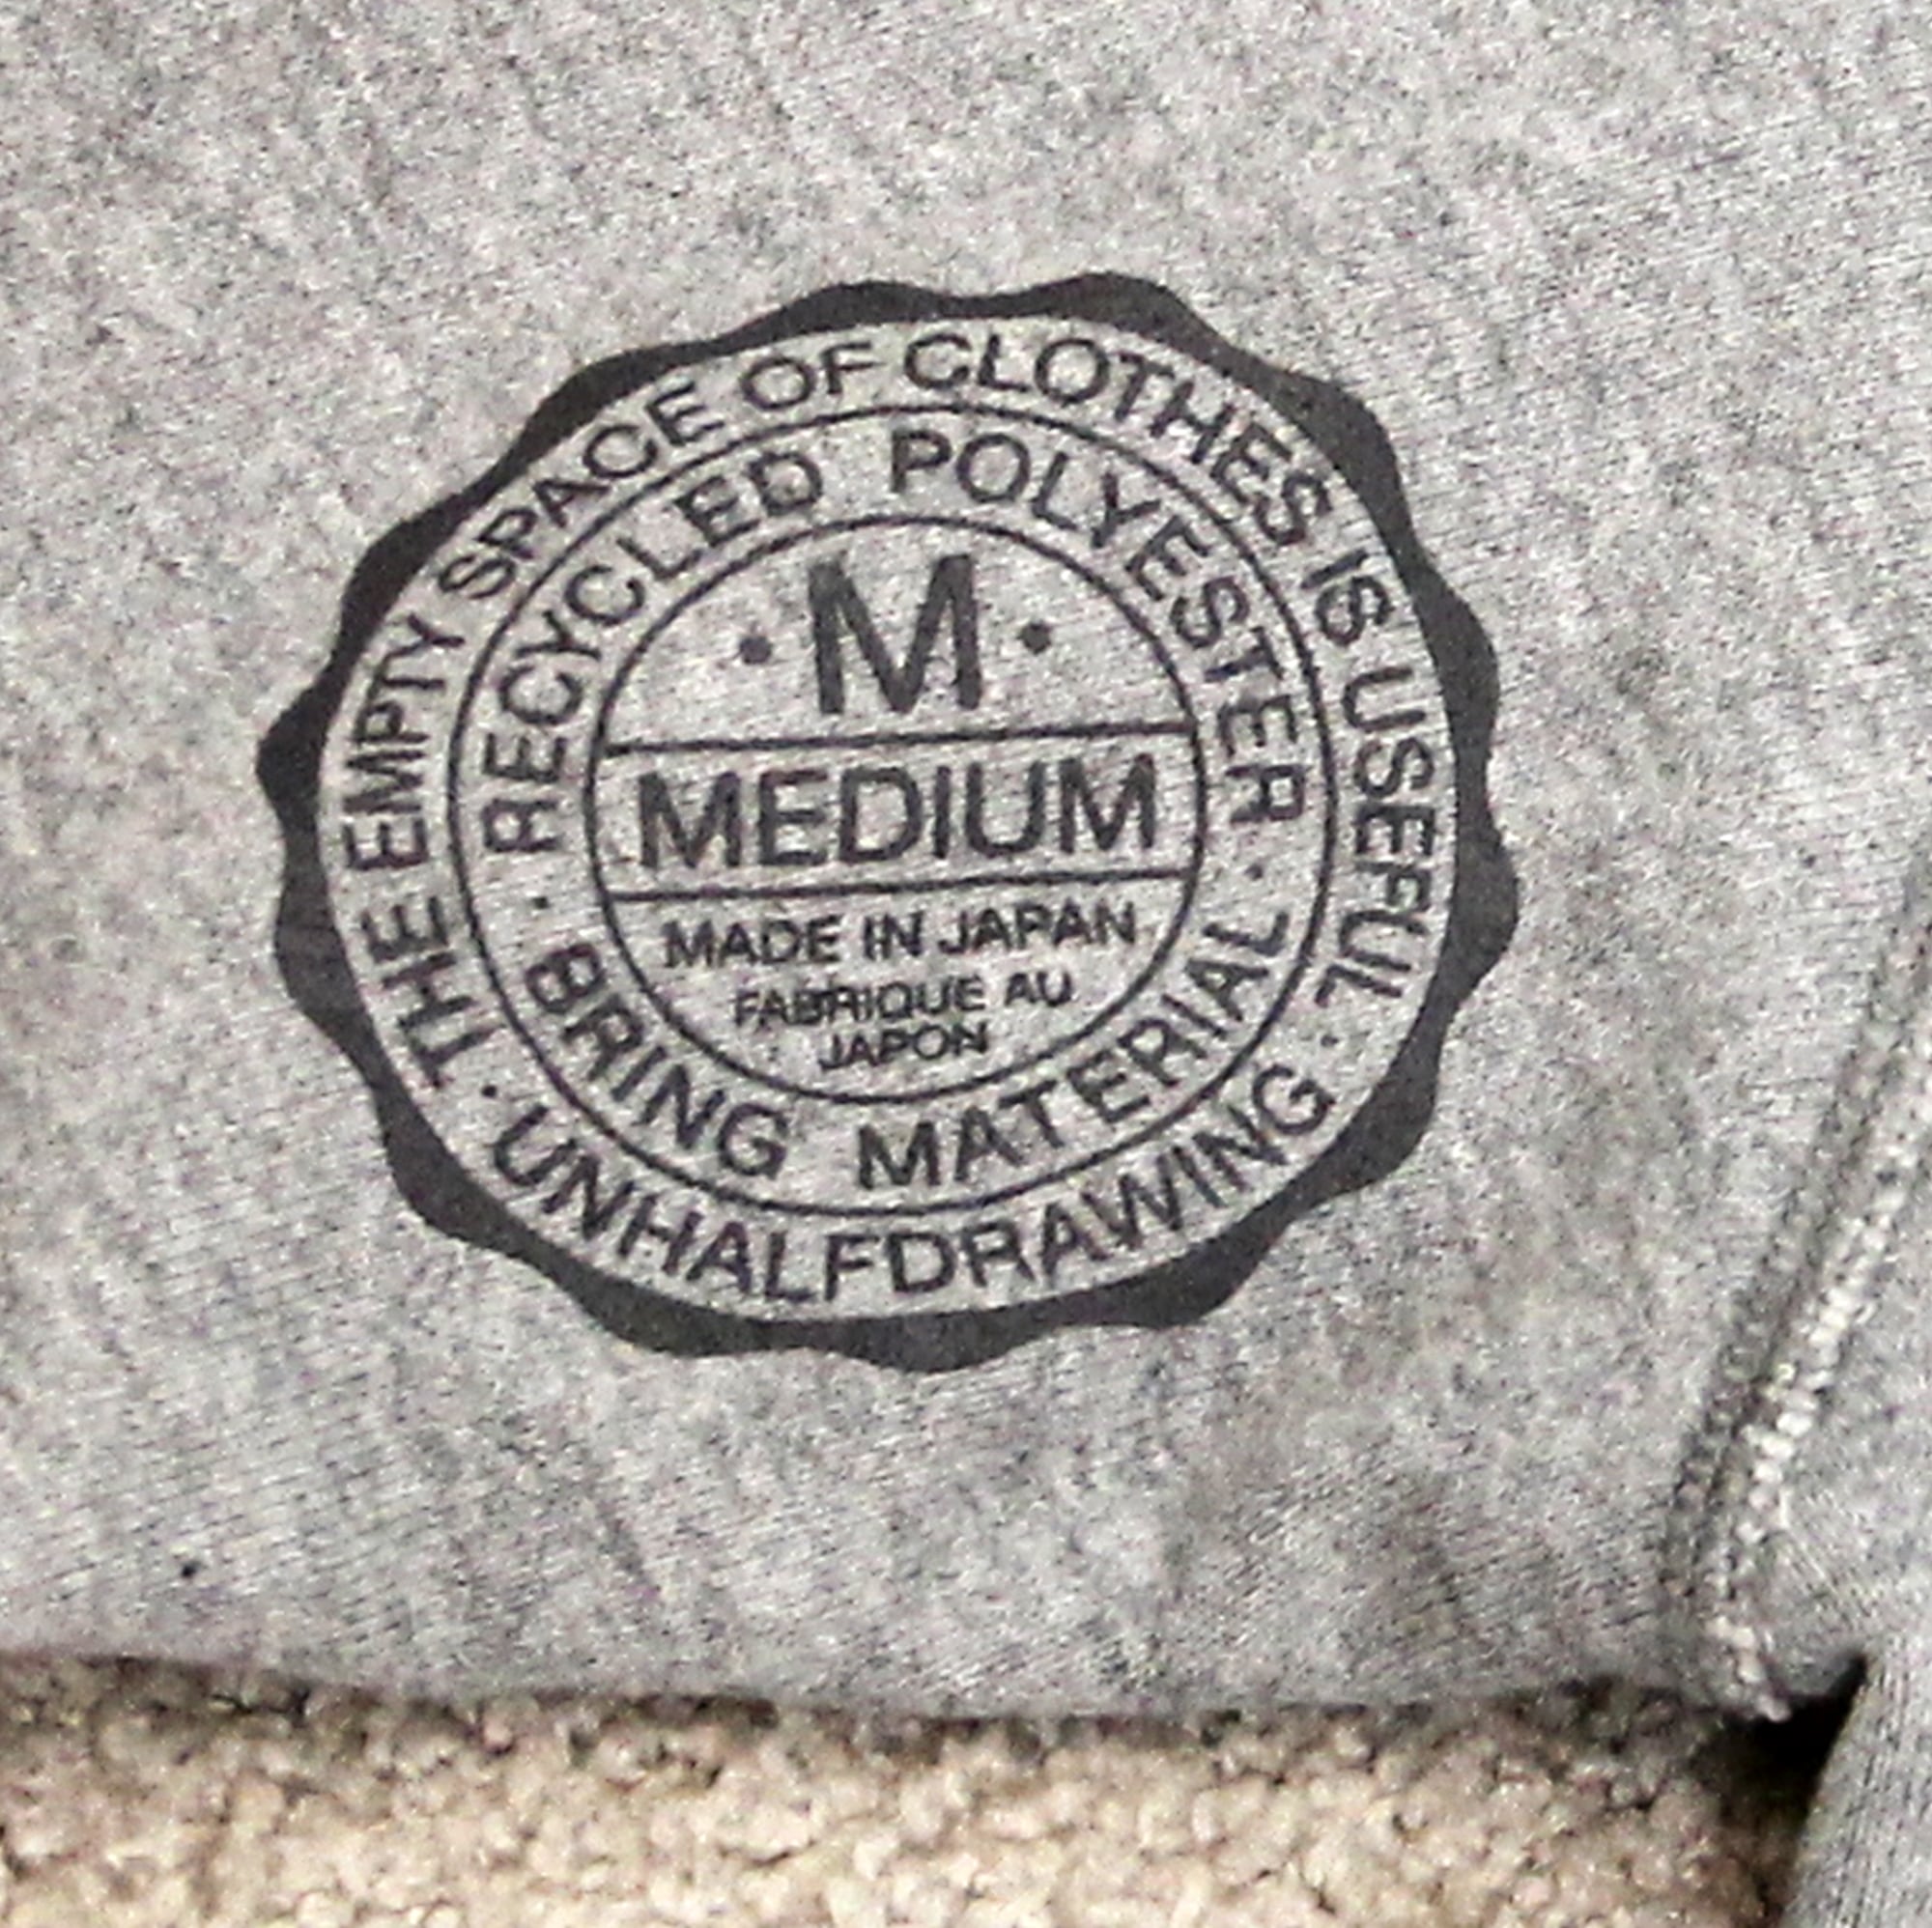 THE EMPTY SPACE OF CLOTHES IS USEFUL ·
UNHALFDRAWING ·
RECYCLED POLYESTER ·
BRING MATERIAL ·
· M ·
MEDIUM
MADE IN JAPAN
FABRIQUE AU
JAPON